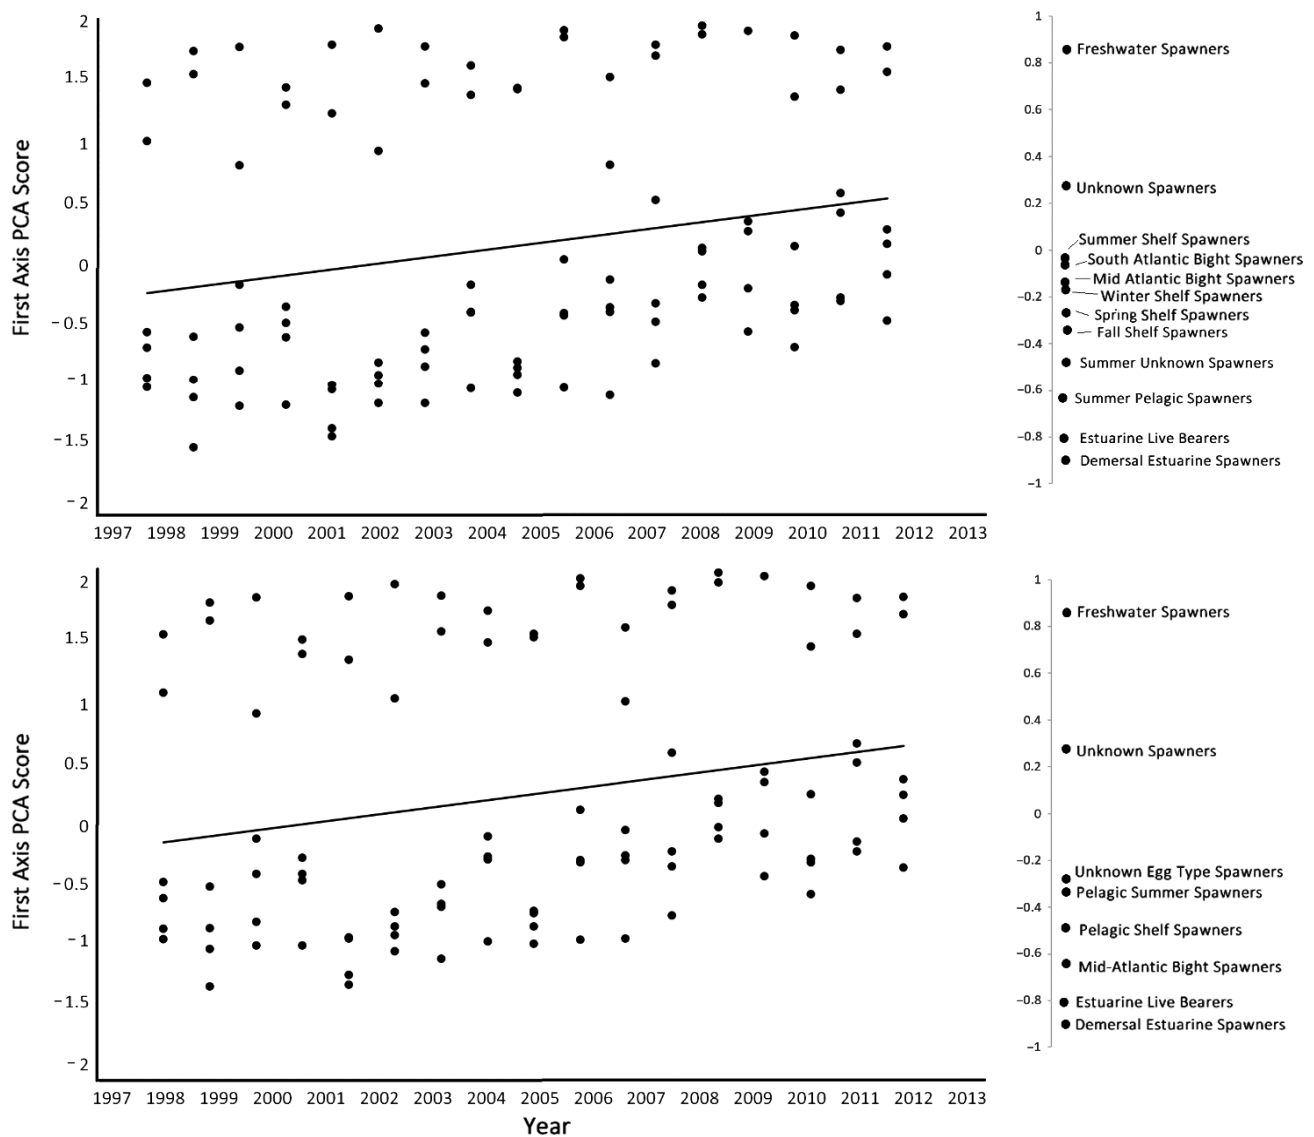 First Axis PCA Score
2
1.5
1
0.5
0
−0.5
−1
−1.5
−2
1997 1998 1999 2000 2001 2002 2003 2004 2005 2006 2007 2008 2009 2010 2011 2012 2013
1
0.8
0.6
0.4
0.2
0
−0.2
−0.4
−0.6
−0.8
−1
Freshwater Spawners
Unknown Spawners
Summer Shelf Spawners
South Atlantic Bight Spawners
Mid Atlantic Bight Spawners
Winter Shelf Spawners
Spring Shelf Spawners
Fall Shelf Spawners
Summer Unknown Spawners
Summer Pelagic Spawners
Estuarine Live Bearers
Demersal Estuarine Spawners
First Axis PCA Score
2
1.5
1
0.5
0
−0.5
−1
−1.5
−2
1997 1998 1999 2000 2001 2002 2003 2004 2005 2006 2007 2008 2009 2010 2011 2012 2013
Year
1
0.8
0.6
0.4
0.2
0
−0.2
−0.4
−0.6
−0.8
−1
Freshwater Spawners
Unknown Spawners
Unknown Egg Type Spawners
Pelagic Summer Spawners
Pelagic Shelf Spawners
Mid-Atlantic Bight Spawners
Estuarine Live Bearers
Demersal Estuarine Spawners